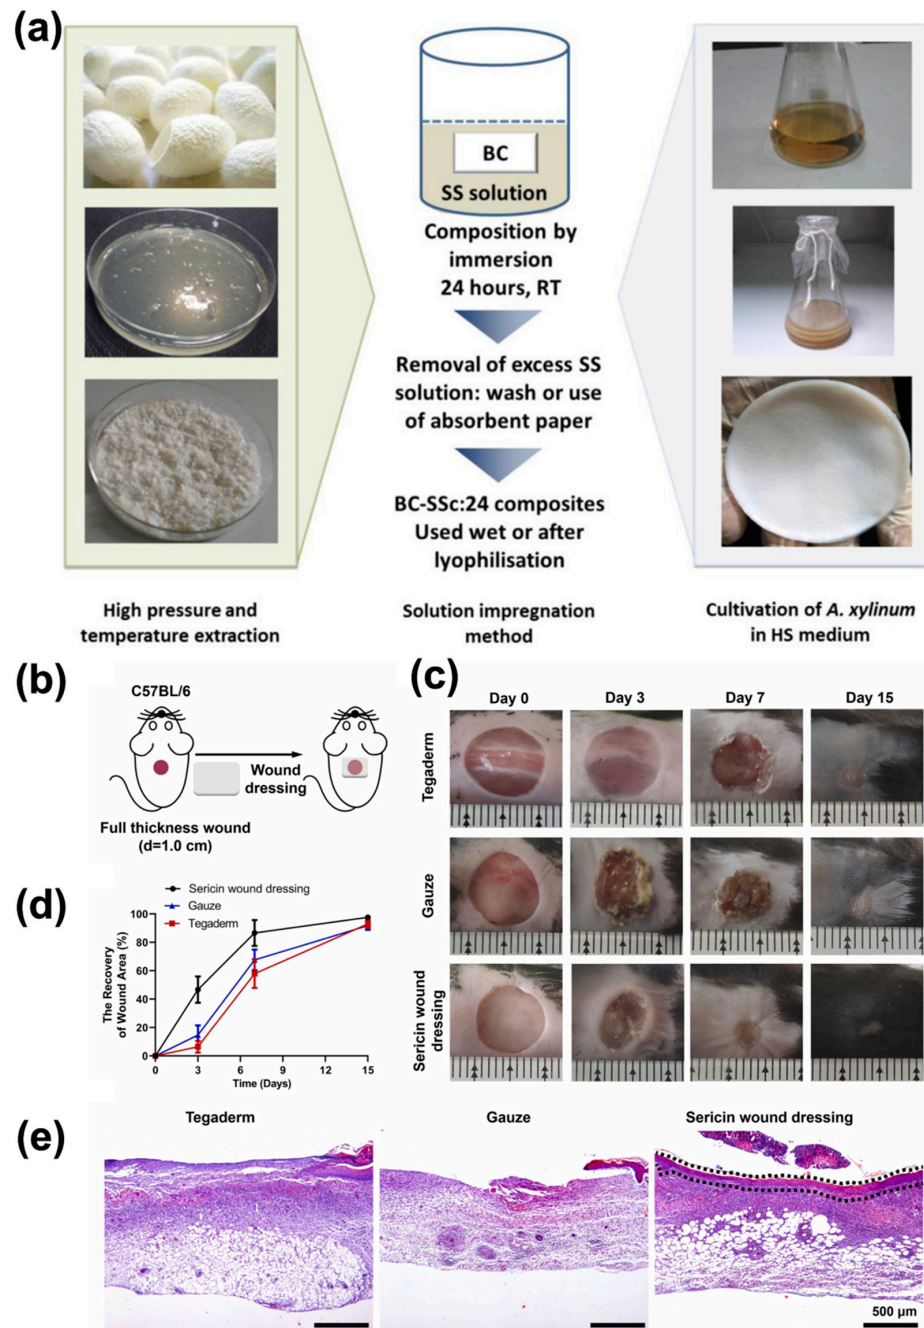 (a)
BC
SS solution
Composition by
immersion
24 hours, RT
Removal of excess SS
solution: wash or use
of absorbent paper
BC-SSc:24 composites
Used wet or after
lyophilisation
High pressure and
temperature extraction
Solution impregnation
method
Cultivation of A. xylinum
in HS medium
(b)
C57BL/6
Wound
dressing
Full thickness wound
(d=1.0 cm)
(c)
Day 0
Day 3
Day 7
Day 15
Tegaderm
Gauze
Sericin wound
dressing
(d)
Sericin wound dressing
Gauze
Tegaderm
The Recovery
of Wound Area (%)
100
80
60
40
20
0
0
3
6
9
12
15
Time (Days)
(e)
Tegaderm
Gauze
Sericin wound dressing
500 μm